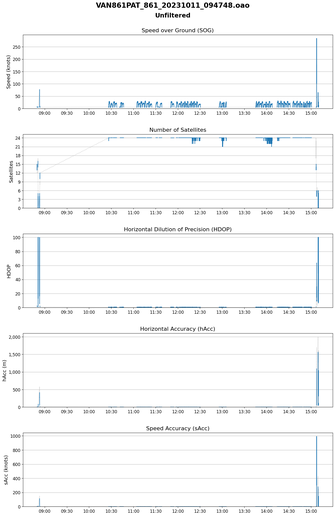 VAN861PAT_861_20231011_094748.oao
Unfiltered
Speed over Ground (SOG)
Speed (knots)
250
200
150
100
50
0
09:00 09:30 10:00 10:30 11:00 11:30 12:00 12:30 13:00 13:30 14:00 14:30 15:00
Number of Satellites
Satellites
24
21
18
15
12
9
6
3
0
09:00 09:30 10:00 10:30 11:00 11:30 12:00 12:30 13:00 13:30 14:00 14:30 15:00
Horizontal Dilution of Precision (HDOP)
HDOP
100
80
60
40
20
0
09:00 09:30 10:00 10:30 11:00 11:30 12:00 12:30 13:00 13:30 14:00 14:30 15:00
Horizontal Accuracy (hAcc)
hAcc (m)
2,000
1,500
1,000
500
0
09:00 09:30 10:00 10:30 11:00 11:30 12:00 12:30 13:00 13:30 14:00 14:30 15:00
Speed Accuracy (sAcc)
sAcc (knots)
1000
800
600
400
200
0
09:00 09:30 10:00 10:30 11:00 11:30 12:00 12:30 13:00 13:30 14:00 14:30 15:00